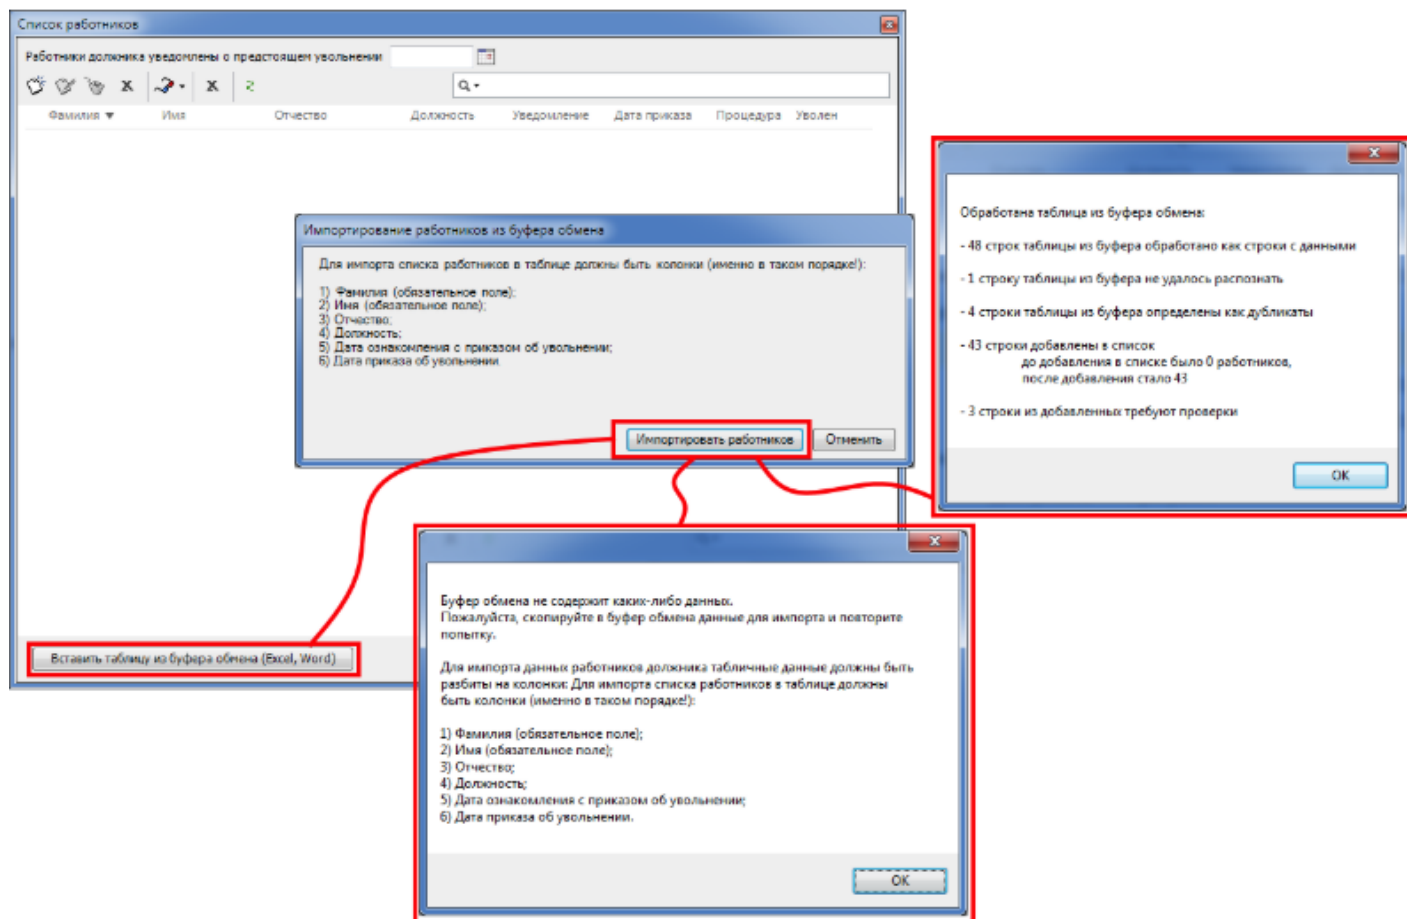 Список работников
Работники должника уведомлены о предстоящем увольнении
Фамилия ▼ Имя Отчество Должность Уведомление Дата приказа Процедура Уволен
Импортирование работников из буфера обмена
Для импорта списка работников в таблице должны быть колонки (именно в таком порядке!):
1) Фамилия (обязательное поле);
2) Имя (обязательное поле);
3) Отчество;
4) Должность;
5) Дата ознакомления с приказом об увольнении;
6) Дата приказа об увольнении.
Импортировать работников
Отменить
Обработана таблица из буфера обмена:
- 48 строк таблицы из буфера обработано как строки с данными
- 1 строку таблицы из буфера не удалось распознать
- 4 строки таблицы из буфера определены как дубликаты
- 43 строки добавлены в список
до добавления в списке было 0 работников,
после добавления стало 43
- 3 строки из добавленных требуют проверки
OK
Буфер обмена не содержит каких-либо данных.
Пожалуйста, скопируйте в буфер обмена данные для импорта и повторите
попытку.
Для импорта данных работников должника табличные данные должны быть
разбиты на колонки: Для импорта списка работников в таблице должны
быть колонки (именно в таком порядке!):
1) Фамилия (обязательное поле);
2) Имя (обязательное поле);
3) Отчество;
4) Должность;
5) Дата ознакомления с приказом об увольнении;
6) Дата приказа об увольнении.
OK
Вставить таблицу из буфера обмена (Excel, Word)